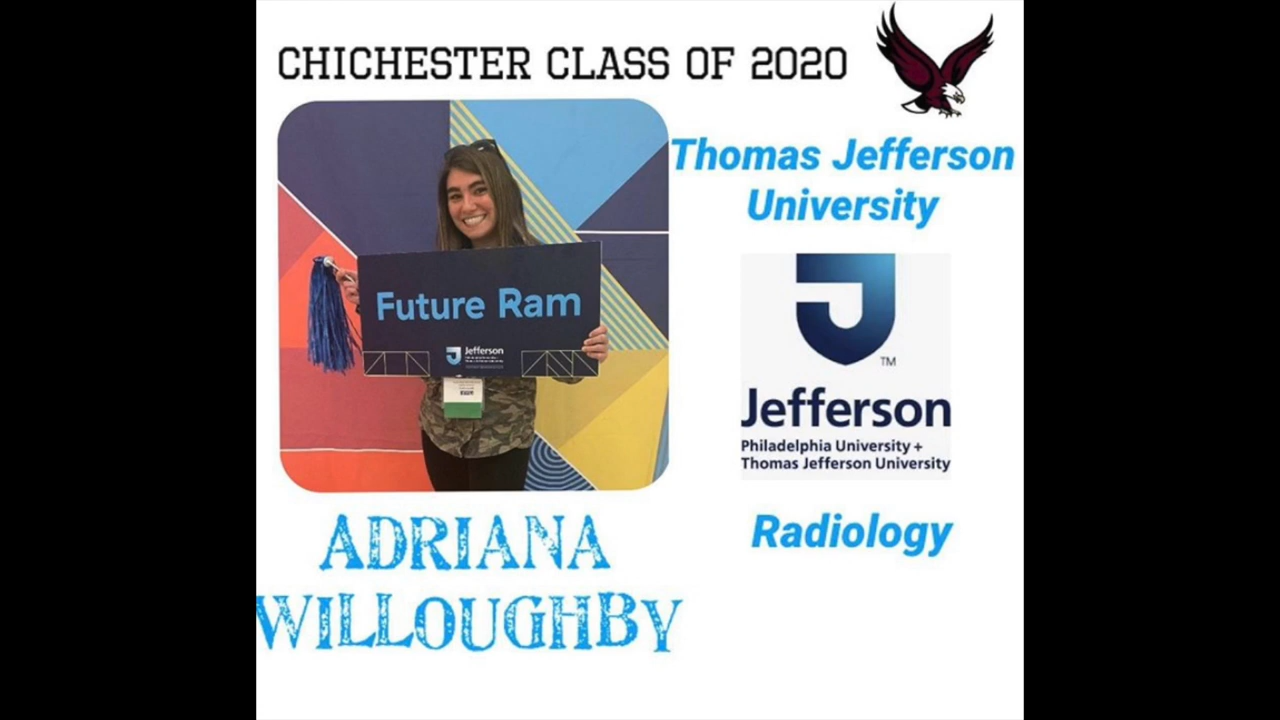 CHICHESTER CLASS OF 2020
Thomas Jefferson
University
Future Ram
Jefferson
TM
Jefferson
Philadelphia University +
Thomas Jefferson University
Radiology
ADRIANA
WILLOUGHBY